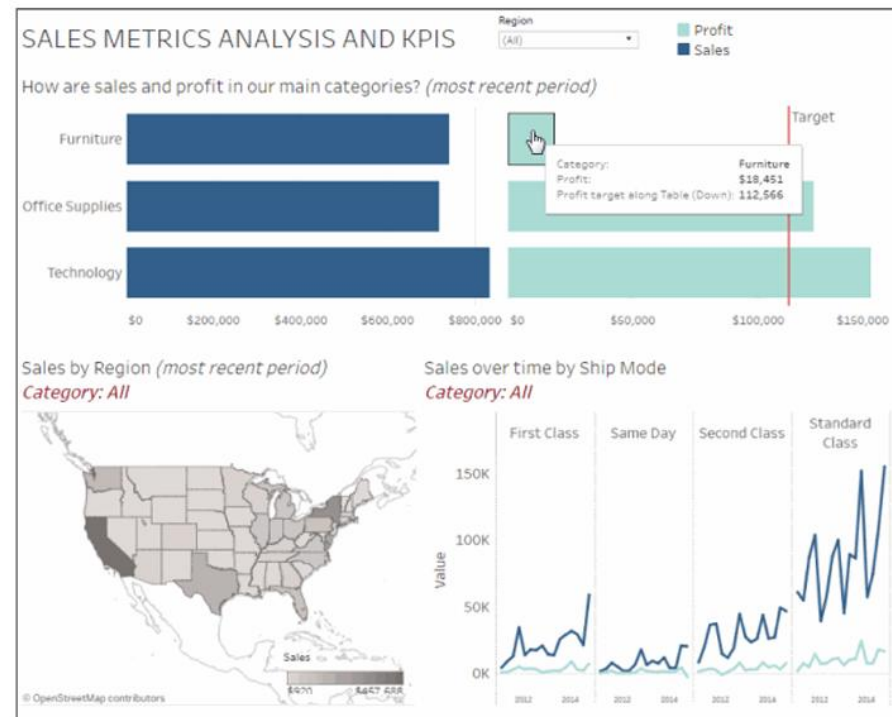 SALES METRICS ANALYSIS AND KPIS
Region
(All)
Profit
Sales
How are sales and profit in our main categories? (most recent period)
Furniture
Office Supplies
Technology
Target
Category: Furniture
Profit: $18,451
Profit target along Table (Down): 112,566
$0 $200,000 $400,000 $600,000 $800,000 $0 $50,000 $100,000 $150,000
Sales by Region (most recent period)
Category: All
Sales
$920 $457,688
© OpenStreetMap contributors
Sales over time by Ship Mode
Category: All
First Class Same Day Second Class Standard Class
Value
150K
100K
50K
0K
2012 2014 2012 2014 2012 2014 2012 2014